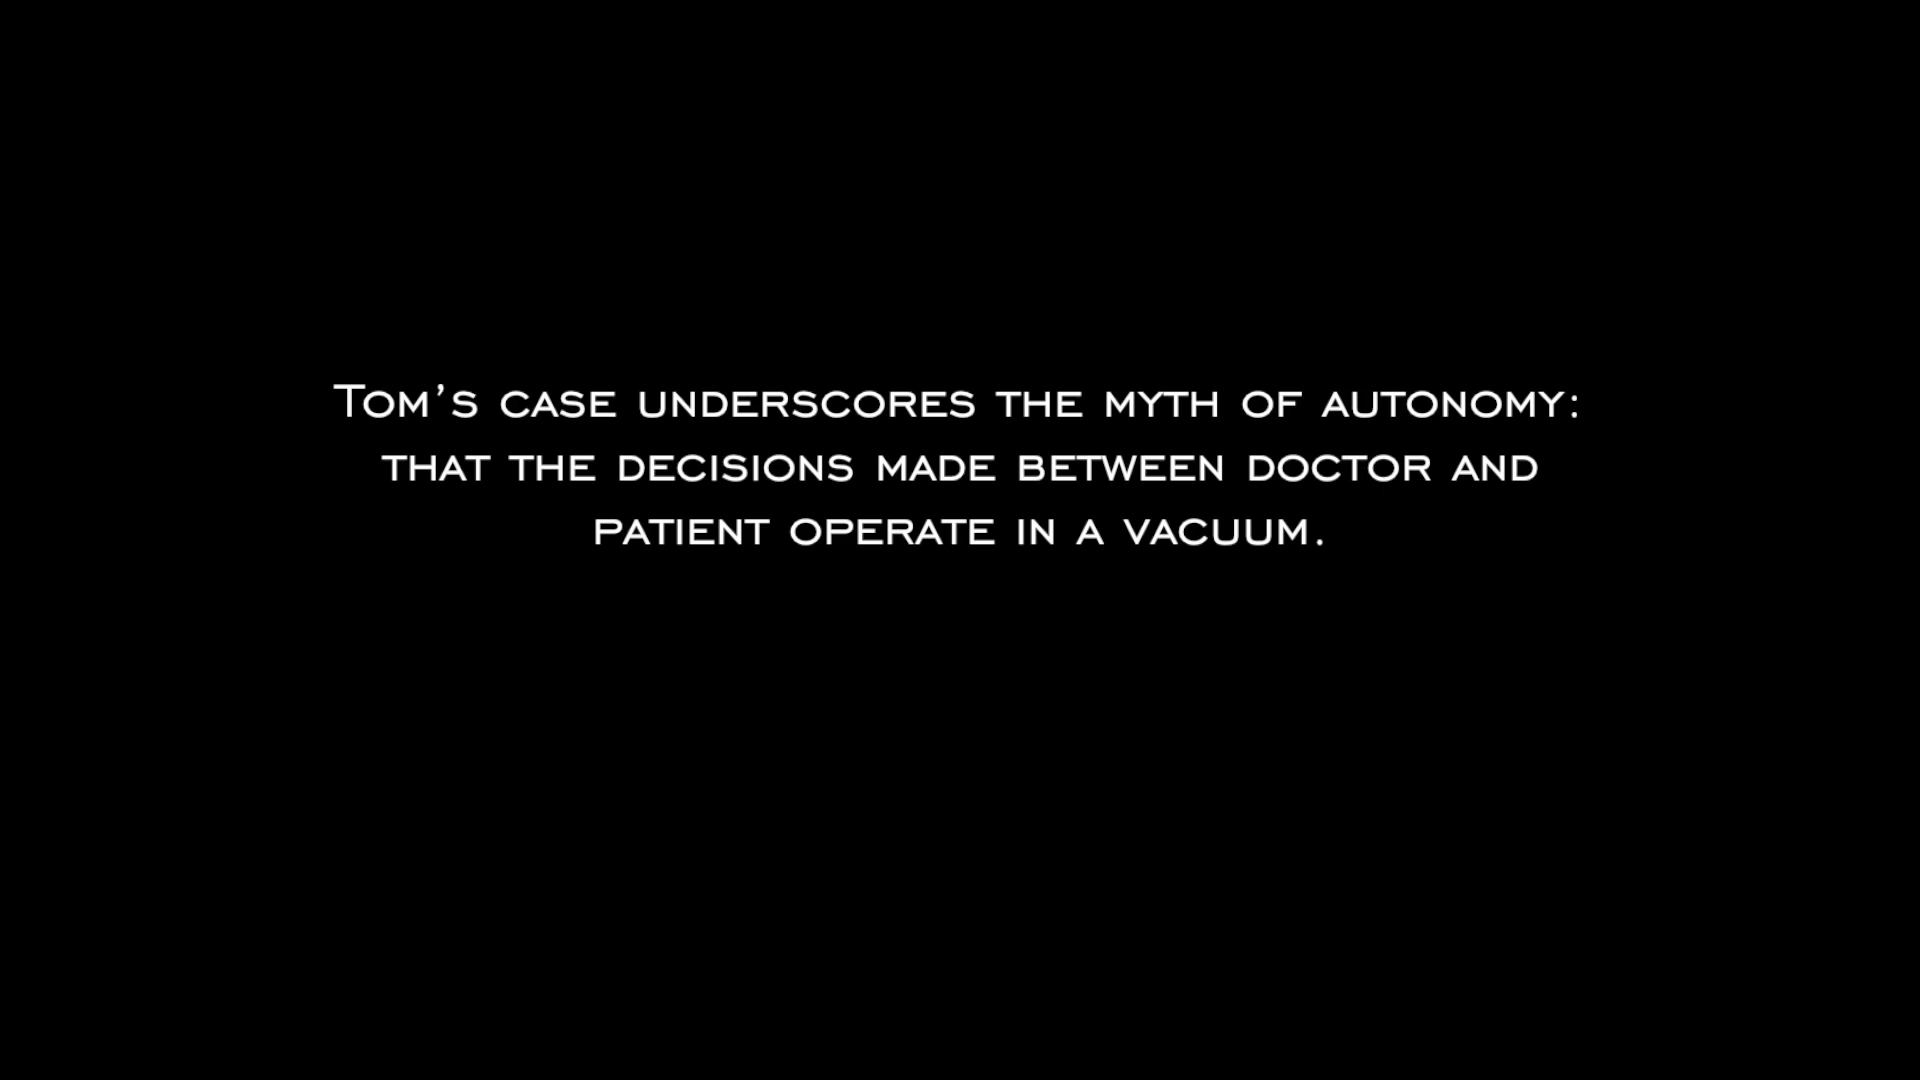 Tom’s case underscores the myth of autonomy:
that the decisions made between doctor and
patient operate in a vacuum.